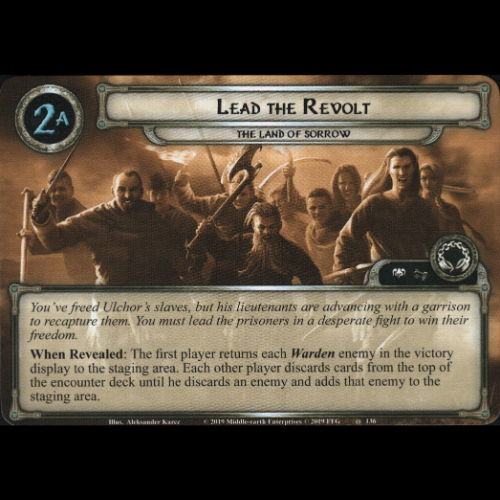 2A
LEAD THE REVOLT
THE LAND OF SORROW
You've freed Ulchor's slaves, but his lieutenants are advancing with a garrison
to recapture them. You must lead the prisoners in a desperate fight to win their
freedom.
When Revealed: The first player returns each Warden enemy in the victory
display to the staging area. Each other player discards cards from the top of
the encounter deck until he discards an enemy and adds that enemy to the
staging area.
Illus. Aleksander Karcz © 2019 Middle-earth Enterprises © 2019 FFG 136